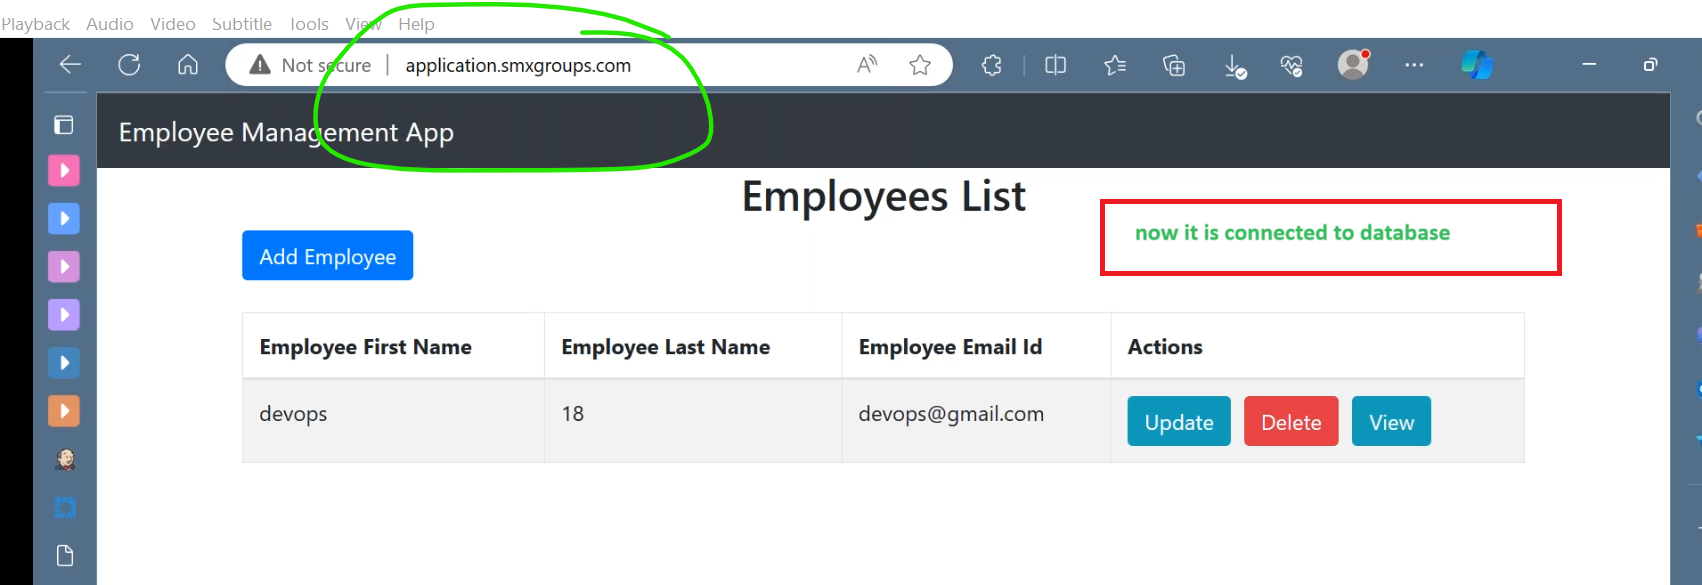 Playback Audio Video Subtitle Tools View Help
Not secure | application.smxgroups.com
Employee Management App
Employees List
now it is connected to database
Add Employee
Employee First Name Employee Last Name Employee Email Id Actions
devops 18 devops@gmail.com Update Delete View